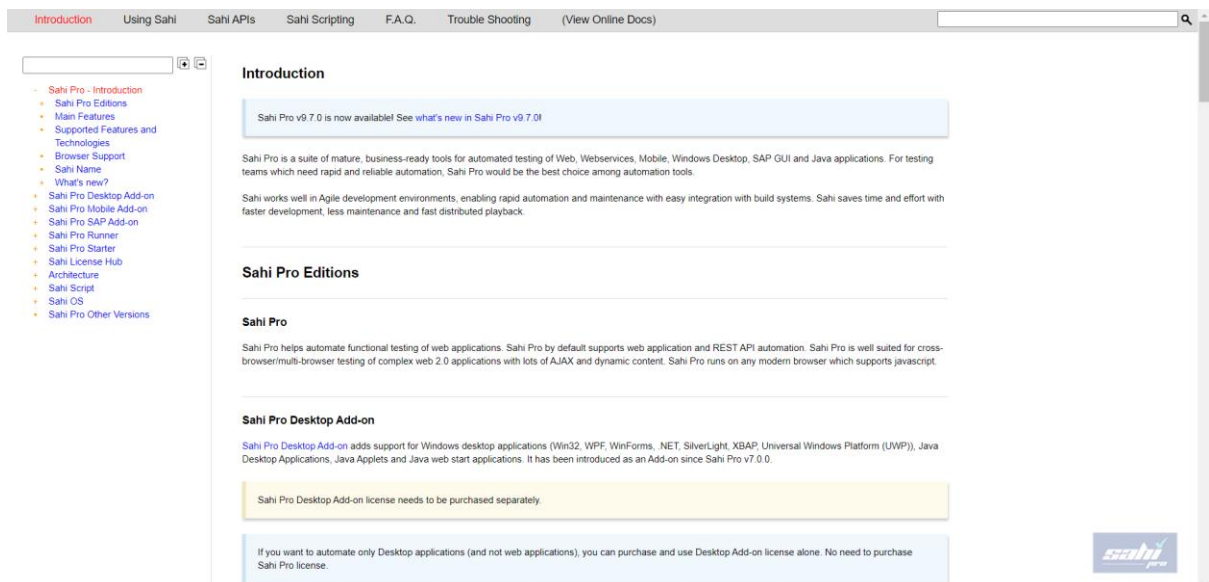 Introduction Using Sahi Sahi APIs Sahi Scripting F.A.Q. Trouble Shooting (View Online Docs)
Sahi Pro - Introduction
Sahi Pro Editions
Main Features
Supported Features and
Technologies
Browser Support
Sahi Name
What's new?
Sahi Pro Desktop Add-on
Sahi Pro Mobile Add-on
Sahi Pro SAP Add-on
Sahi Pro Runner
Sahi Pro Starter
Sahi License Hub
Architecture
Sahi Script
Sahi OS
Sahi Pro Other Versions
Introduction
Sahi Pro v9.7.0 is now available! See what's new in Sahi Pro v9.7.0!
Sahi Pro is a suite of mature, business-ready tools for automated testing of Web, Webservices, Mobile, Windows Desktop, SAP GUI and Java applications. For testing
teams which need rapid and reliable automation, Sahi Pro would be the best choice among automation tools.
Sahi works well in Agile development environments, enabling rapid automation and maintenance with easy integration with build systems. Sahi saves time and effort with
faster development, less maintenance and fast distributed playback.
Sahi Pro Editions
Sahi Pro
Sahi Pro helps automate functional testing of web applications. Sahi Pro by default supports web application and REST API automation. Sahi Pro is well suited for cross-
browser/multi-browser testing of complex web 2.0 applications with lots of AJAX and dynamic content. Sahi Pro runs on any modern browser which supports javascript.
Sahi Pro Desktop Add-on
Sahi Pro Desktop Add-on adds support for Windows desktop applications (Win32, WPF, WinForms, .NET, SilverLight, XBAP, Universal Windows Platform (UWP)), Java
Desktop Applications, Java Applets and Java web start applications. It has been introduced as an Add-on since Sahi Pro v7.0.0.
Sahi Pro Desktop Add-on license needs to be purchased separately.
If you want to automate only Desktop applications (and not web applications), you can purchase and use Desktop Add-on license alone. No need to purchase
Sahi Pro license.
sahi
pro